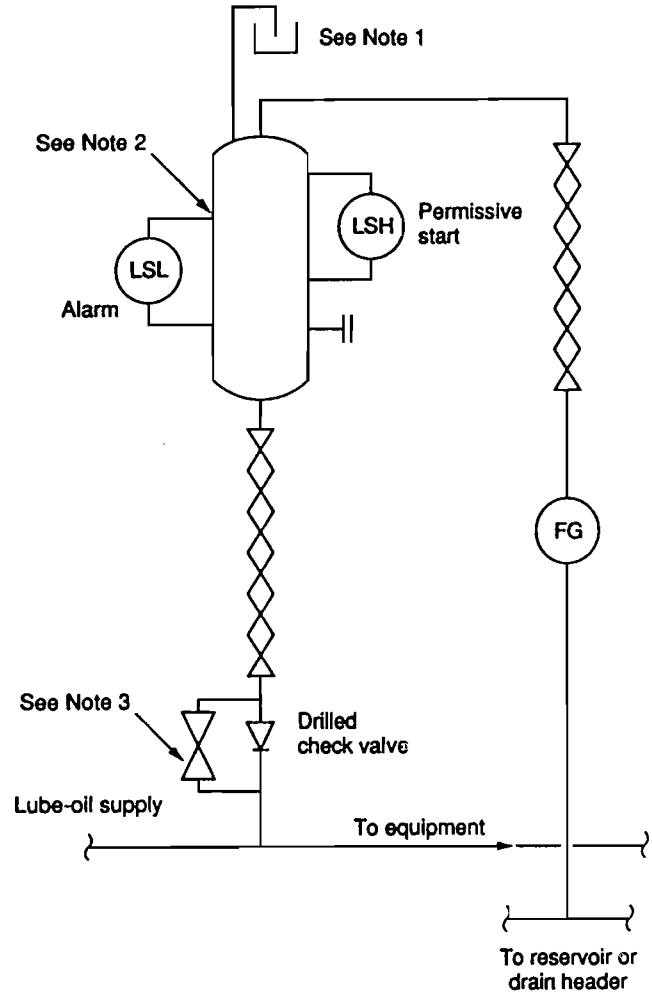 See Note 1
See Note 2
LSH
Permissive
start
LSL
Alarm
FG
See Note 3
Drilled
check valve
Lube-oil supply
To equipment
To reservoir or
drain header